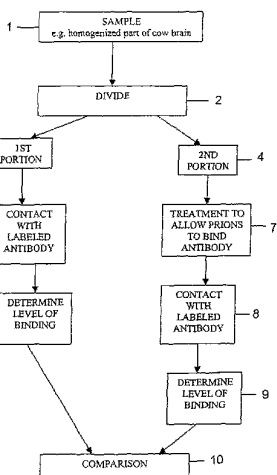 1
SAMPLE
e.g. homogenized part of cow brain
DIVIDE
2
1ST
PORTION
2ND
PORTION
4
CONTACT
WITH
LABELED
ANTIBODY
TREATMENT TO
ALLOW PRIONS
TO BIND
ANTIBODY
7
DETERMINE
LEVEL OF
BINDING
CONTACT
WITH
LABELED
ANTIBODY
8
DETERMINE
LEVEL OF
BINDING
9
COMPARISON
10